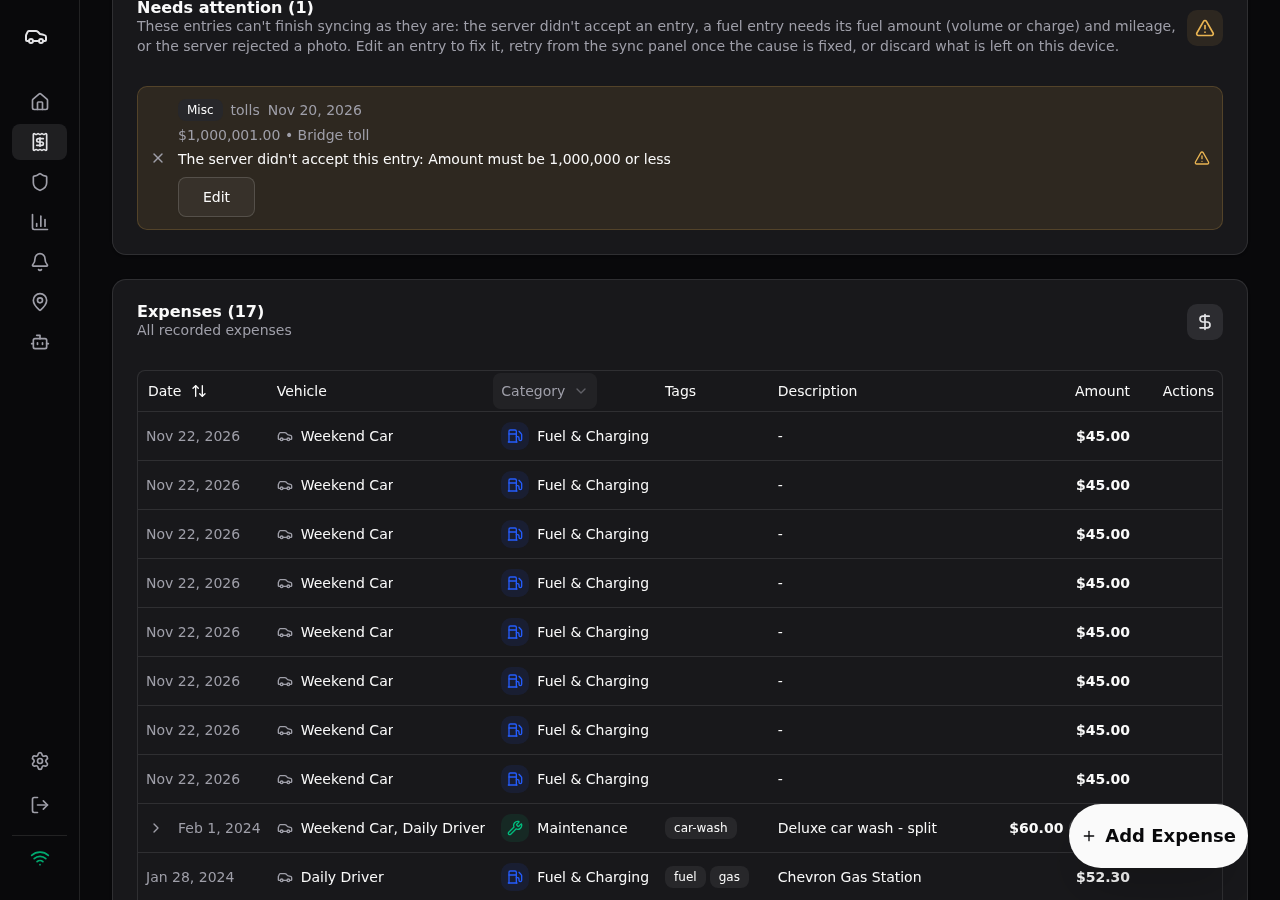 Needs attention (1)
These entries can't finish syncing as they are: the server didn't accept an entry, a fuel entry needs its fuel amount (volume or charge) and mileage,
or the server rejected a photo. Edit an entry to fix it, retry from the sync panel once the cause is fixed, or discard what is left on this device.
Misc tolls Nov 20, 2026
$1,000,001.00 • Bridge toll
The server didn't accept this entry: Amount must be 1,000,000 or less
Edit
Expenses (17)
All recorded expenses
Date Vehicle Category Tags Description Amount Actions
Nov 22, 2026 Weekend Car Fuel & Charging - $45.00
Nov 22, 2026 Weekend Car Fuel & Charging - $45.00
Nov 22, 2026 Weekend Car Fuel & Charging - $45.00
Nov 22, 2026 Weekend Car Fuel & Charging - $45.00
Nov 22, 2026 Weekend Car Fuel & Charging - $45.00
Nov 22, 2026 Weekend Car Fuel & Charging - $45.00
Nov 22, 2026 Weekend Car Fuel & Charging - $45.00
Nov 22, 2026 Weekend Car Fuel & Charging - $45.00
Feb 1, 2024 Weekend Car, Daily Driver Maintenance car-wash Deluxe car wash - split $60.00
+ Add Expense
Jan 28, 2024 Daily Driver Fuel & Charging fuel gas Chevron Gas Station $52.30